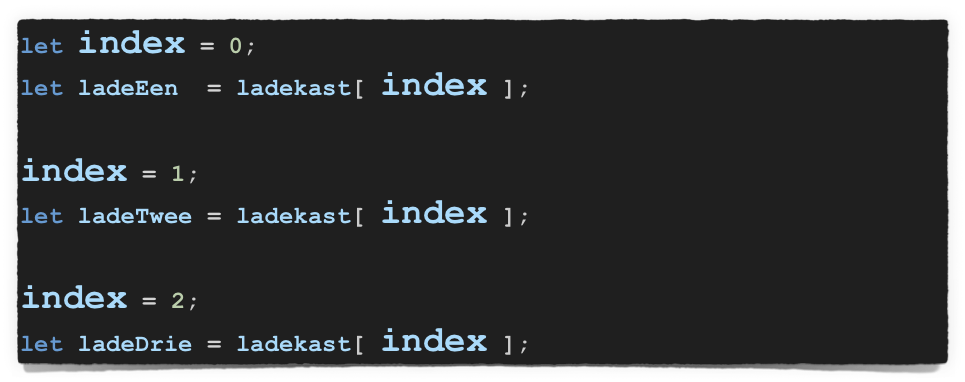 let index = 0;
let ladeEen  = ladekast[ index ];
index = 1;
let ladeTwee = ladekast[ index ];
index = 2;
let ladeDrie = ladekast[ index ];